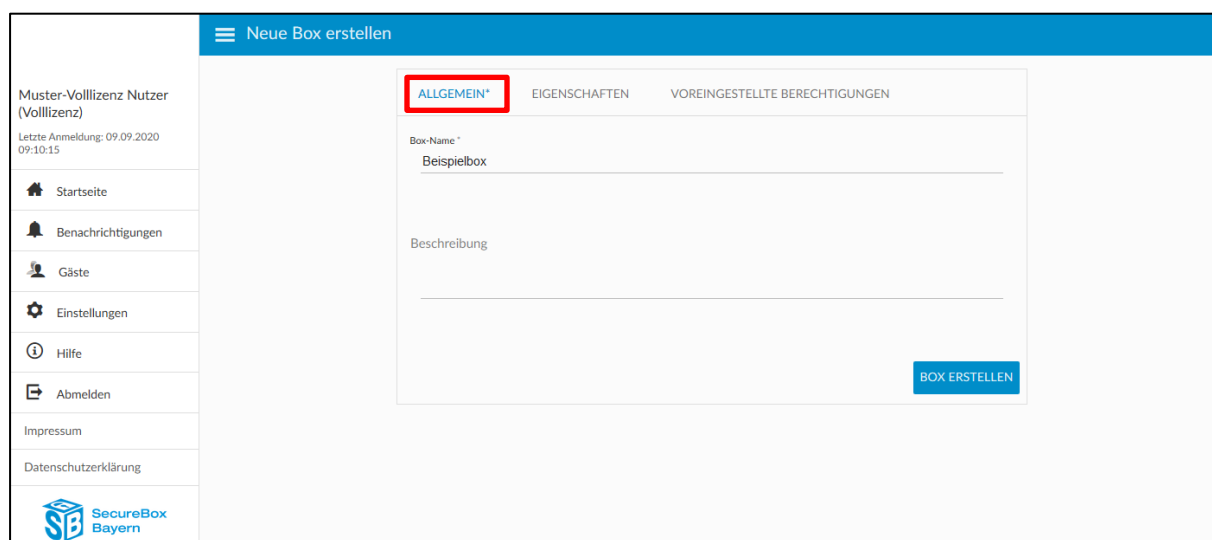 Neue Box erstellen
Muster-Volllizenz Nutzer
(Volllizenz)
Letzte Anmeldung: 09.09.2020
09:10:15
Startseite
Benachrichtigungen
Gäste
Einstellungen
Hilfe
Abmelden
Impressum
Datenschutzerklärung
SB
SecureBox
Bayern
ALLGEMEIN* EIGENSCHAFTEN VOREINGESTELLTE BERECHTIGUNGEN
Box-Name *
Beispielbox
Beschreibung
BOX ERSTELLEN